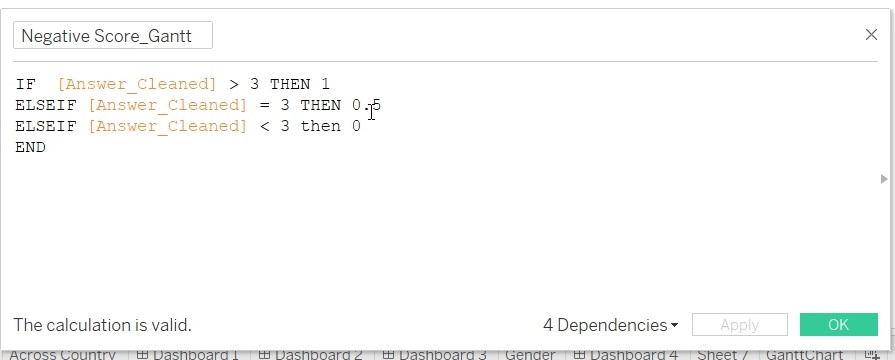 Negative Score_Gantt
IF [Answer_Cleaned] > 3 THEN 1
ELSEIF [Answer_Cleaned] = 3 THEN 0.5
ELSEIF [Answer_Cleaned] < 3 then 0
END
The calculation is valid.
4 Dependencies
Apply
OK
Across Country Dashboard 1 Dashboard 2 Dashboard 3 Gender Dashboard 4 Sheet 7 GanttChart